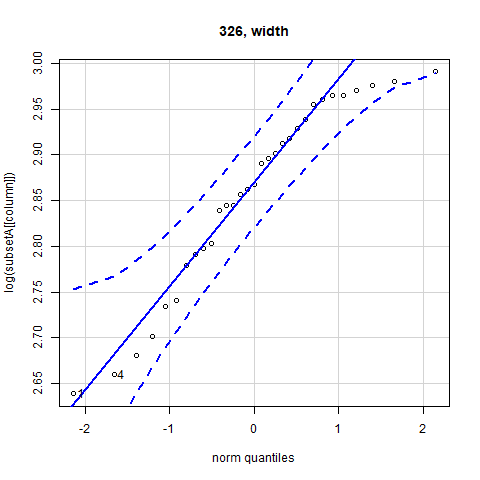 326, width
log(subsetA[[column]])
3.00
2.95
2.90
2.85
2.80
2.75
2.70
2.65
4
1
-2 -1 0 1 2
norm quantiles